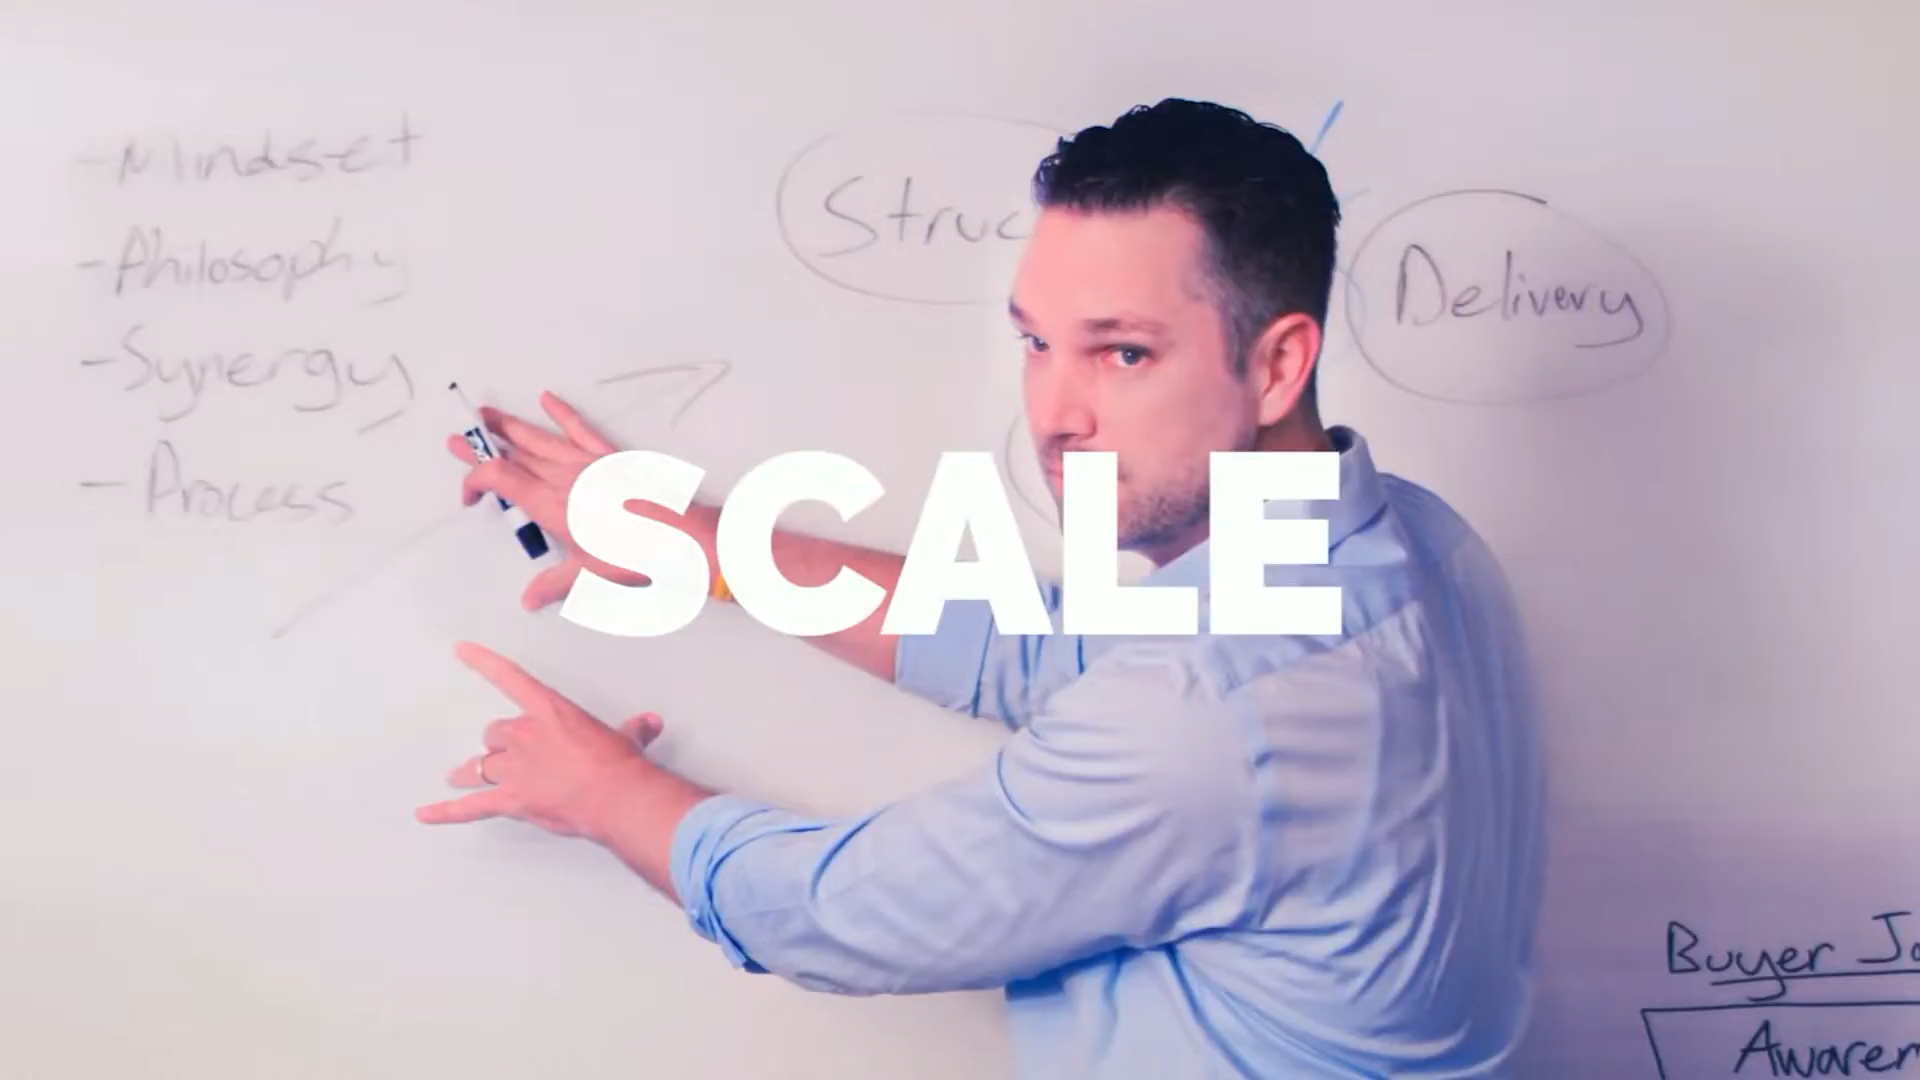 -Mindset
-Philosophy
-Synergy
-Process
Struc
Delivery
SCALE
Buyer Jo
Awaren